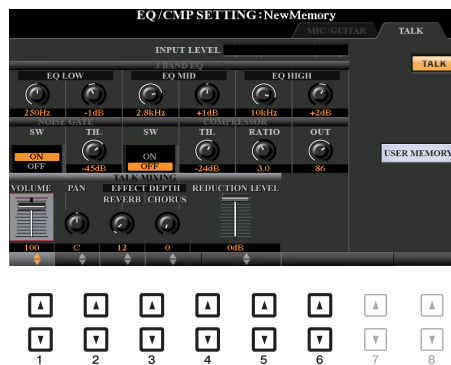 EQ/CMP SETTING:NewMemory
MIC/GUITAR TALK
INPUT LEVEL
TALK
3 BAND EQ
EQ LOW EQ MID EQ HIGH
250Hz -1dB 2.8kHz +1dB 10kHz +2dB
NOISE GATE COMPRESSOR
SW TH. SW TH. RATIO OUT
ON ON
OFF -45dB OFF -24dB 3.0 86
USER MEMORY
TALK MIXING
VOLUME PAN EFFECT DEPTH REDUCTION LEVEL
REVERB CHORUS
100 C 12 0 0dB
1 2 3 4 5 6 7 8